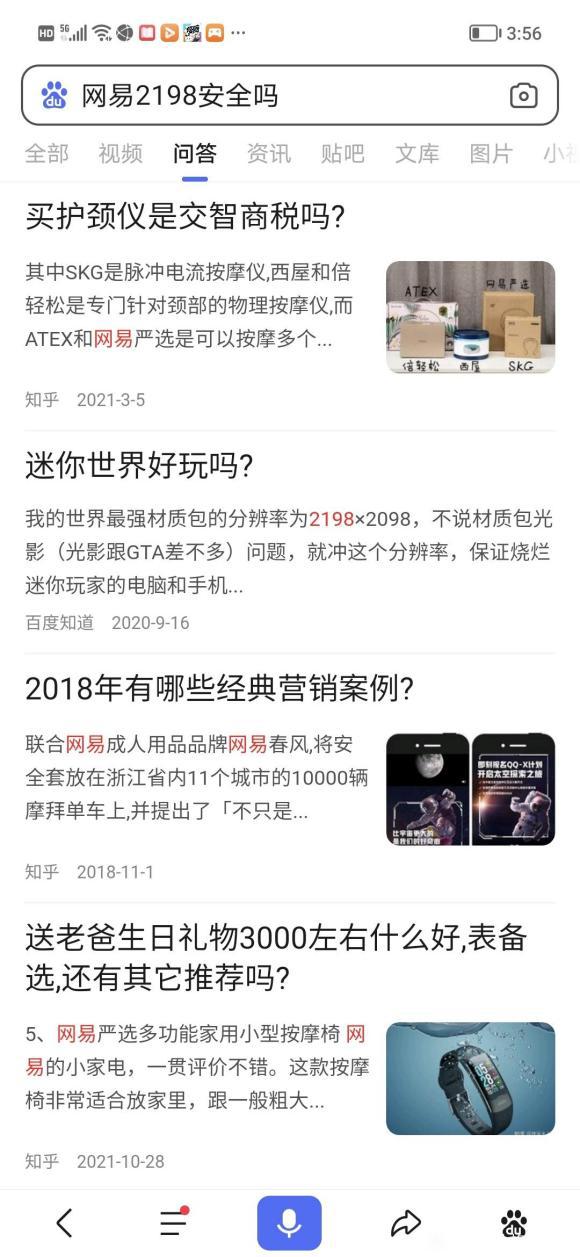 HD 5G 3:56
网易2198安全吗
全部 视频 问答 资讯 贴吧 文库 图片
买护颈仪是交智商税吗?
其中SKG是脉冲电流按摩仪,西屋和倍
轻松是专门针对颈部的物理按摩仪,而
ATEX和网易严选是可以按摩多个...
ATEX 网易严选
倍轻松 西屋 SKG
知乎 2021-3-5
迷你世界好玩吗?
我的世界最强材质包的分辨率为2198×2098，不说材质包光
影（光影跟GTA差不多）问题，就冲这个分辨率，保证烧烂
迷你玩家的电脑和手机...
百度知道 2020-9-16
2018年有哪些经典营销案例?
联合网易成人用品品牌网易春风,将安
全套放在浙江省内11个城市的10000辆
摩拜单车上,并提出了「不只是...
即刻报名QQ-X计划
开启太空探索之旅
比宇宙更大的
是我们的好奇心
知乎 2018-11-1
送老爸生日礼物3000左右什么好,表备
选,还有其它推荐吗?
5、网易严选多功能家用小型按摩椅 网
易的小家电，一贯评价不错。这款按摩
椅非常适合放家里，跟一般粗大...
知乎 2021-10-28